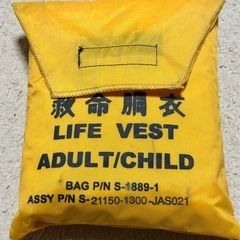 救命胴衣
LIFE VEST
ADULT/CHILD
BAG P/N S-1889-1
ASSY P/N S-21150-1300-JAS021